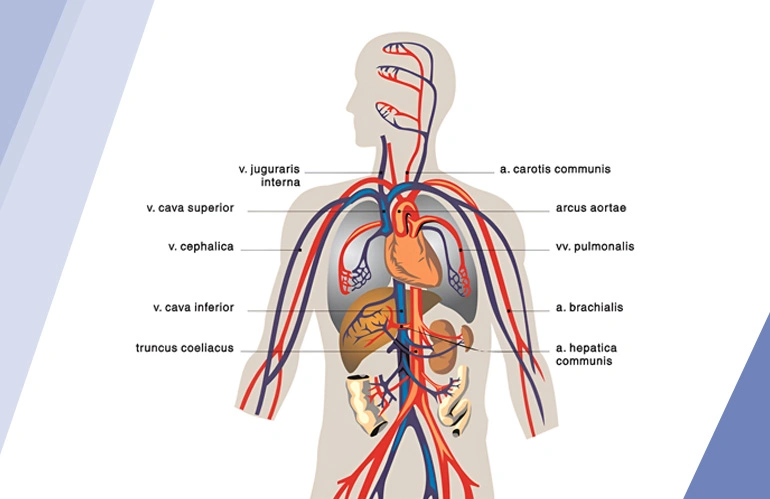 v. juguraris
interna
a. carotis communis
v. cava superior
arcus aortae
v. cephalica
vv. pulmonalis
v. cava inferior
a. brachialis
truncus coeliacus
a. hepatica
communis